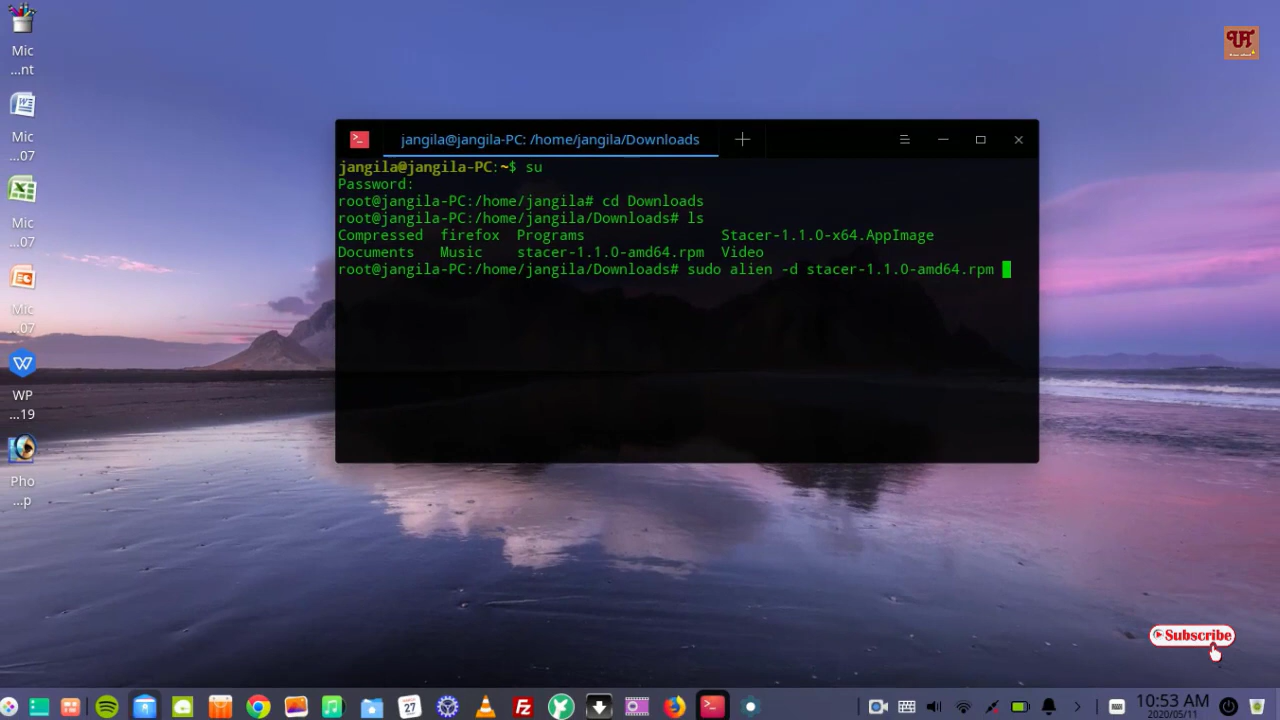 Mic
...nt
Mic
...07
Mic
...07
Mic
...07
WP
...19
Pho
...p
jangila@jangila-PC: /home/jangila/Downloads
jangila@jangila-PC:~$ su
Password:
root@jangila-PC:/home/jangila# cd Downloads
root@jangila-PC:/home/jangila/Downloads# ls
Compressed firefox Programs Stacer-1.1.0-x64.AppImage
Documents Music stacer-1.1.0-amd64.rpm Video
root@jangila-PC:/home/jangila/Downloads# sudo alien -d stacer-1.1.0-amd64.rpm
Subscribe
27
10:53 AM
2020/05/11